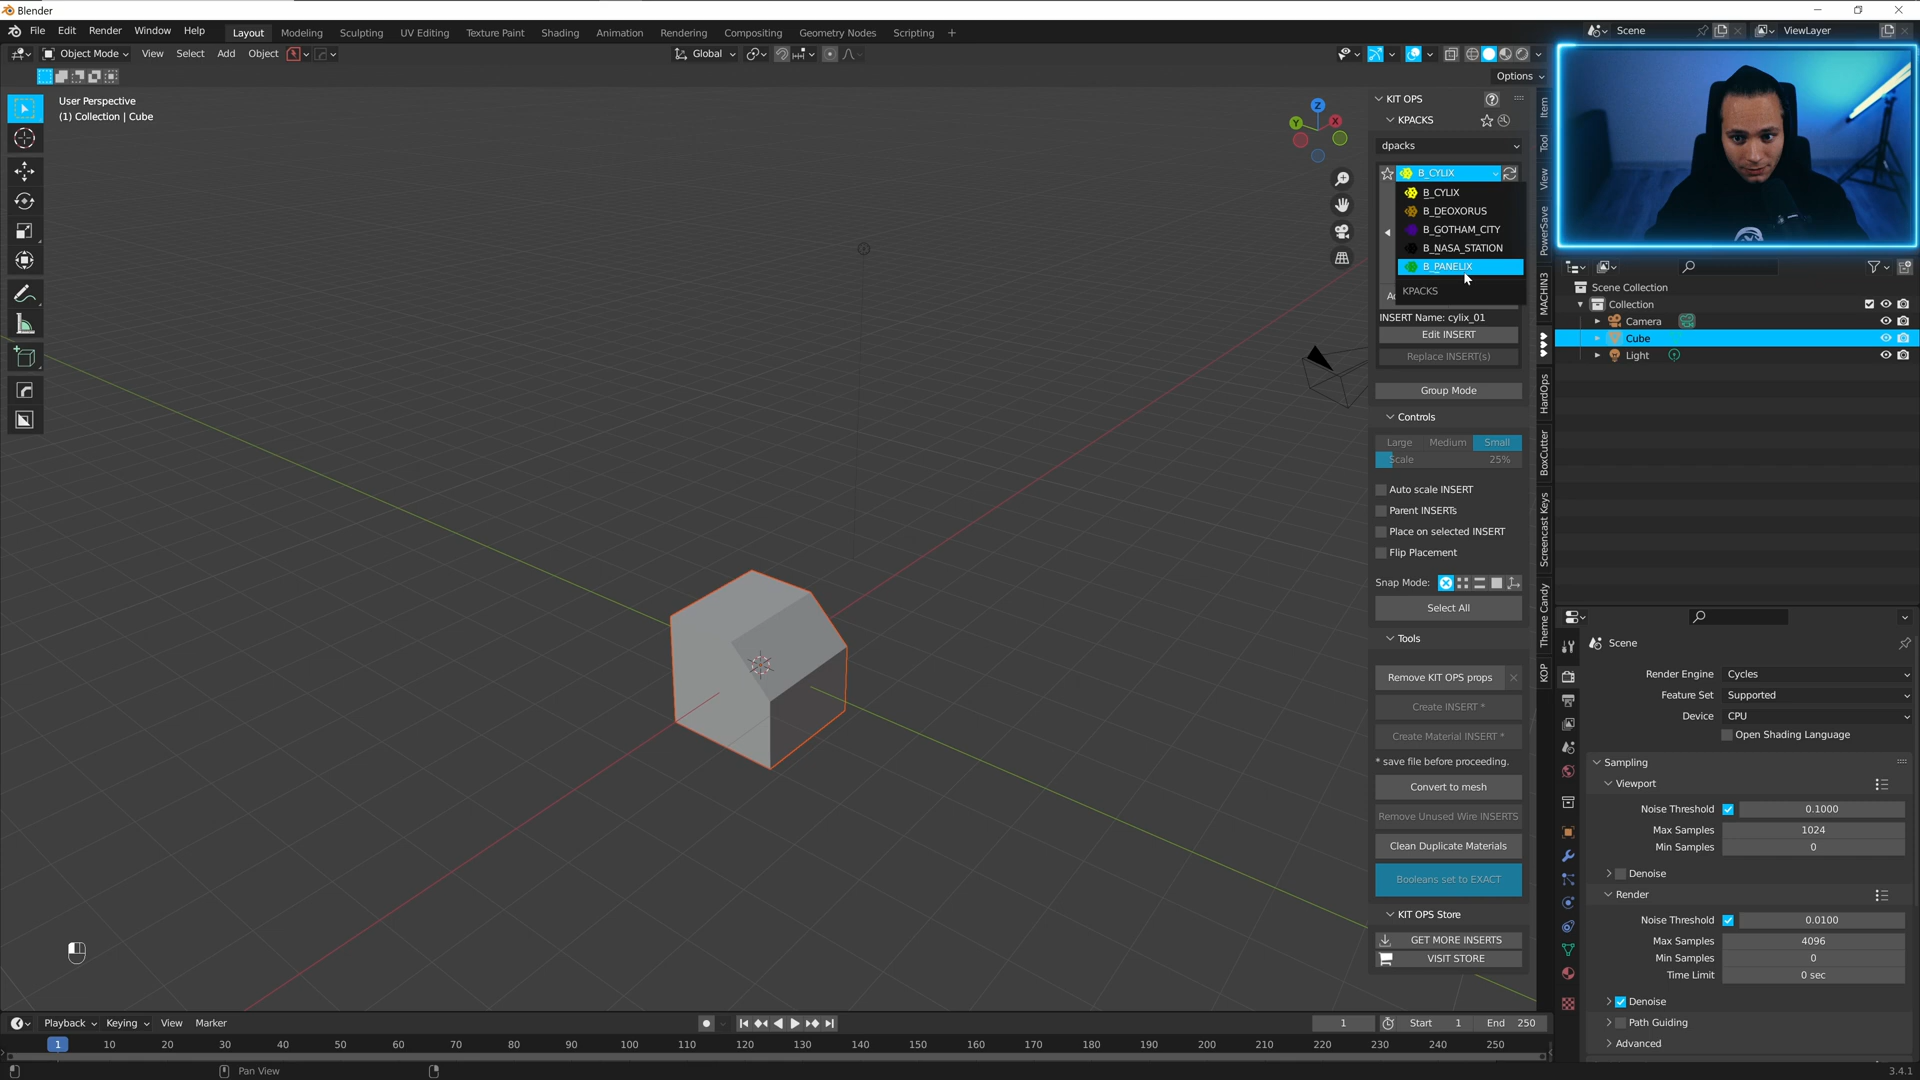 Blender
File Edit Render Window Help Layout Modeling Sculpting UV Editing Texture Paint Shading Animation Rendering Compositing Geometry Nodes Scripting + Scene ViewLayer
Object Mode View Select Add Object Global
Options
User Perspective
(1) Collection | Cube
Z
Y
X
KIT OPS
KPACKS
dpacks
B_CYLIX
B_CYLIX
B_DEOXORUS
B_GOTHAM_CITY
B_NASA_STATION
B_PANELIX
KPACKS
INSERT Name: cylix_01
Edit INSERT
Replace INSERT(s)
Group Mode
Controls
Large Medium Small
Scale 25%
Auto scale INSERT
Parent INSERTs
Place on selected INSERT
Flip Placement
Snap Mode:
Select All
Tools
Remove KIT OPS props
Create INSERT *
Create Material INSERT *
* save file before proceeding.
Convert to mesh
Remove Unused Wire INSERTS
Clean Duplicate Materials
Booleans set to EXACT
KIT OPS Store
GET MORE INSERTS
VISIT STORE
Item
Tool
View
PowerSave
MACHIN3
HardOps
BoxCutter
Screencast Keys
Theme Candy
KOP
Scene Collection
Collection
Camera
Cube
Light
Scene
Render Engine Cycles
Feature Set Supported
Device CPU
Open Shading Language
Sampling
Viewport
Noise Threshold 0.1000
Max Samples 1024
Min Samples 0
Denoise
Render
Noise Threshold 0.0100
Max Samples 4096
Min Samples 0
Time Limit 0 sec
Denoise
Path Guiding
Advanced
Playback Keying View Marker 1 Start 1 End 250
1 10 20 30 40 50 60 70 80 90 100 110 120 130 140 150 160 170 180 190 200 210 220 230 240 250
Pan View 3.4.1